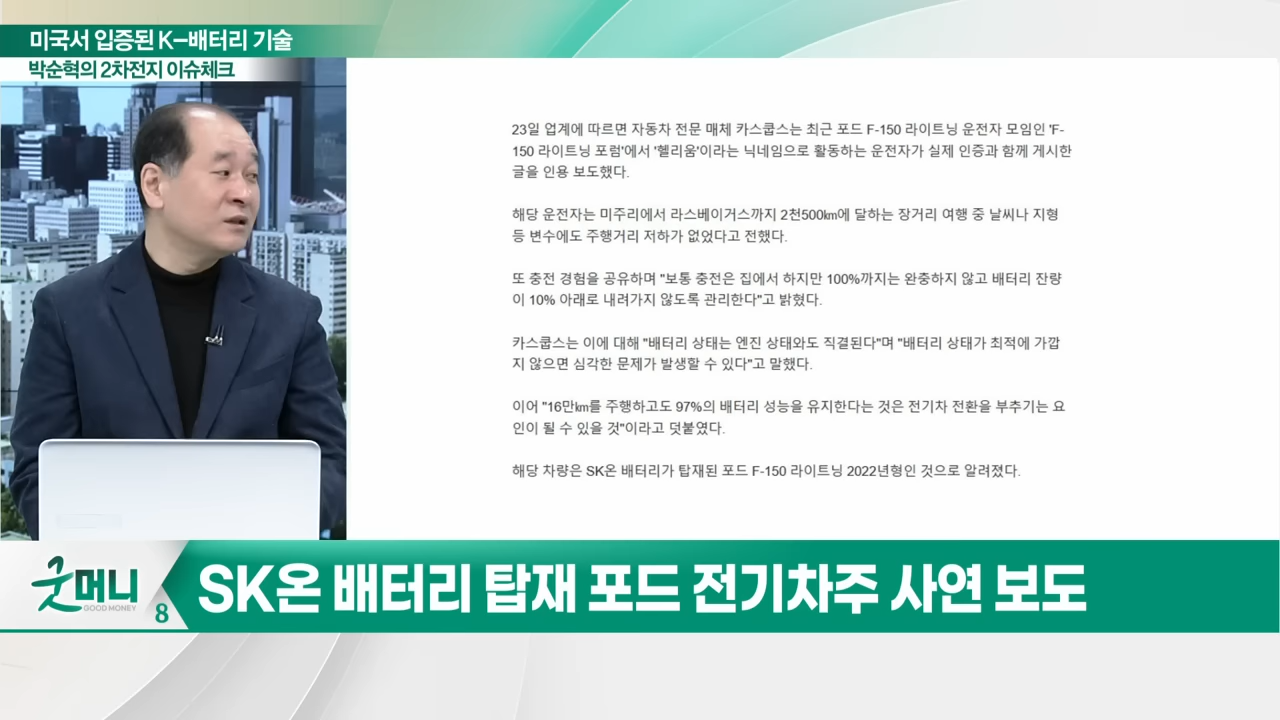 미국서 입증된 K-배터리 기술
박순혁의 2차전지 이슈체크
23일 업계에 따르면 자동차 전문 매체 카스쿱스는 최근 포드 F-150 라이트닝 운전자 모임인 'F-
150 라이트닝 포럼'에서 '헬리움'이라는 닉네임으로 활동하는 운전자가 실제 인증과 함께 게시한
글을 인용 보도했다.
해당 운전자는 미주리에서 라스베이거스까지 2천500㎞에 달하는 장거리 여행 중 날씨나 지형
등 변수에도 주행거리 저하가 없었다고 전했다.
또 충전 경험을 공유하며 "보통 충전은 집에서 하지만 100%까지는 완충하지 않고 배터리 잔량
이 10% 아래로 내려가지 않도록 관리한다"고 밝혔다.
카스쿱스는 이에 대해 "배터리 상태는 엔진 상태와도 직결된다"며 "배터리 상태가 최적에 가깝
지 않으면 심각한 문제가 발생할 수 있다"고 말했다.
이어 "16만㎞를 주행하고도 97%의 배터리 성능을 유지한다는 것은 전기차 전환을 부추기는 요
인이 될 수 있을 것"이라고 덧붙였다.
해당 차량은 SK온 배터리가 탑재된 포드 F-150 라이트닝 2022년형인 것으로 알려졌다.
굿머니
GOOD MONEY
8
SK온 배터리 탑재 포드 전기차주 사연 보도